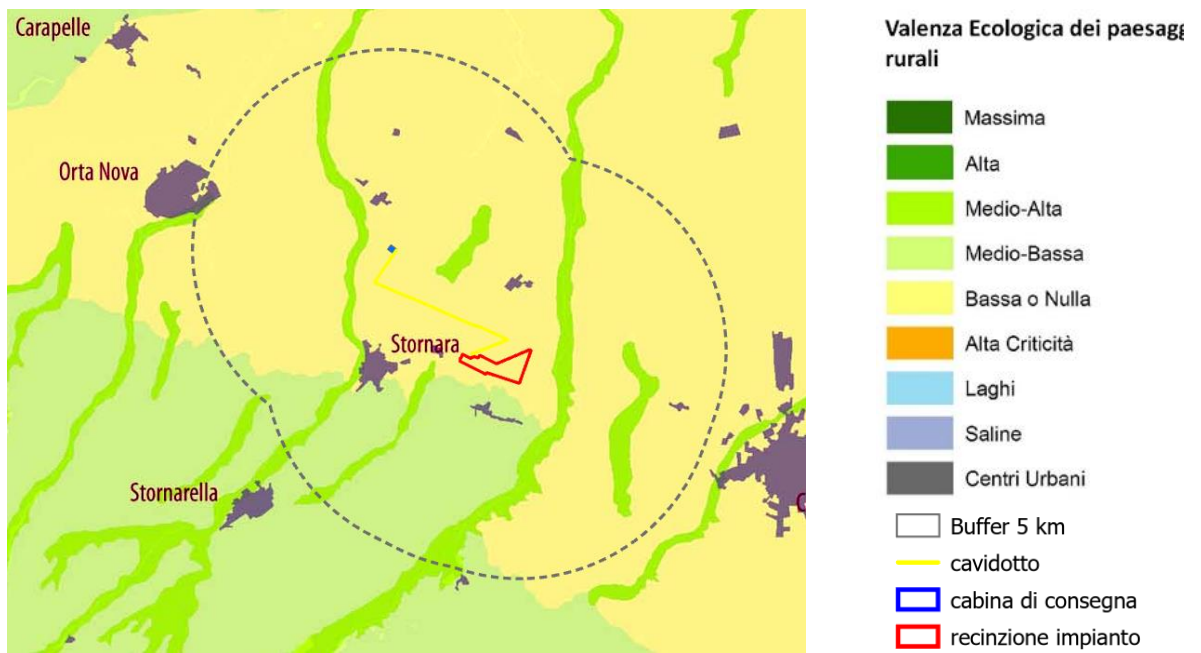 Carapelle
Orta Nova
Stornara
Stornarella
Valenza Ecologica dei paesagg
rurali
Massima
Alta
Medio-Alta
Medio-Bassa
Bassa o Nulla
Alta Criticità
Laghi
Saline
Centri Urbani
Buffer 5 km
cavidotto
cabina di consegna
recinzione impianto